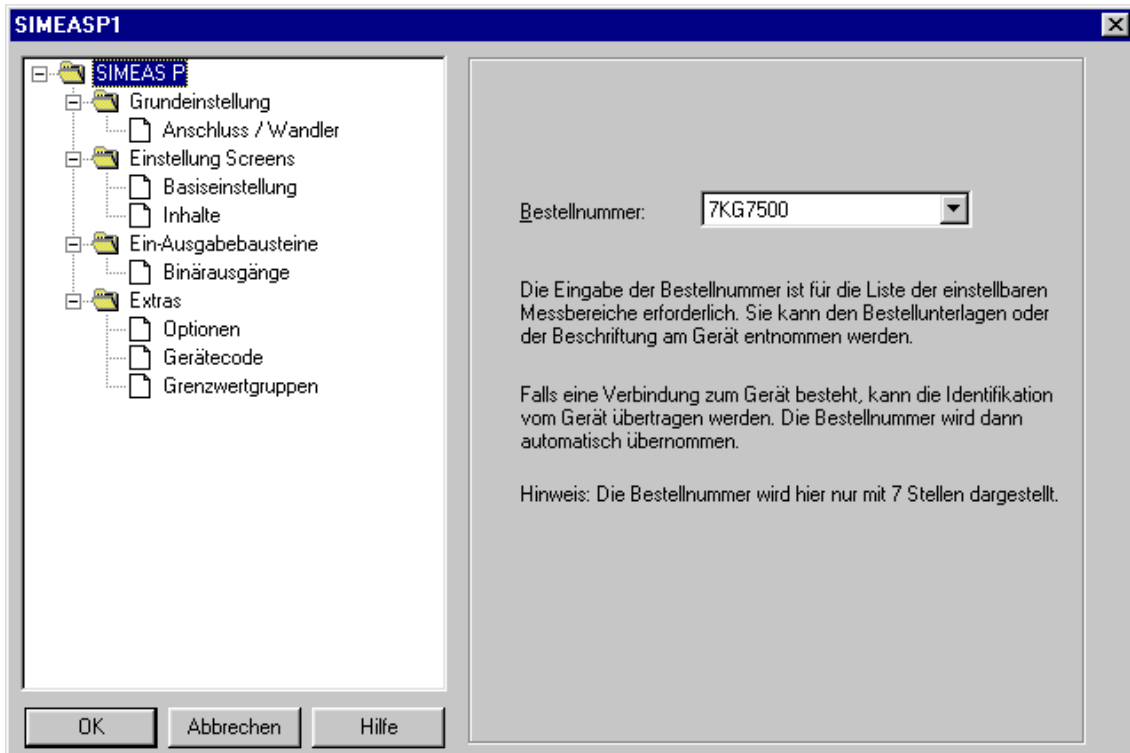 SIMEASP1
SIMEAS P
Grundeinstellung
Anschluss / Wandler
Einstellung Screens
Basiseinstellung
Inhalte
Ein-Ausgabebausteine
Binärausgänge
Extras
Optionen
Gerätecode
Grenzwertgruppen
Bestellnummer:
7KG7500
Die Eingabe der Bestellnummer ist für die Liste der einstellbaren
Messbereiche erforderlich. Sie kann den Bestellunterlagen oder
der Beschriftung am Gerät entnommen werden.
Falls eine Verbindung zum Gerät besteht, kann die Identifikation
vom Gerät übertragen werden. Die Bestellnummer wird dann
automatisch übernommen.
Hinweis: Die Bestellnummer wird hier nur mit 7 Stellen dargestellt.
OK
Abbrechen
Hilfe